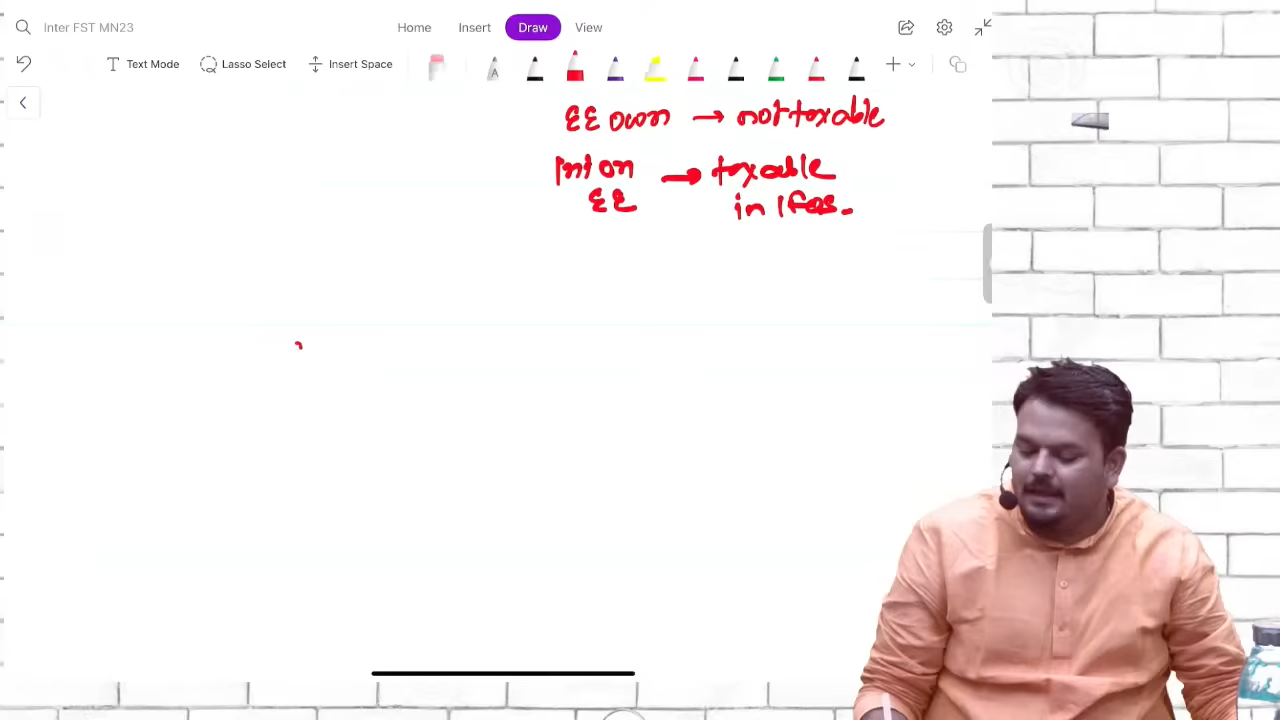 Inter FST MN23
Home Insert Draw View
Text Mode Lasso Select Insert Space
A
EE own → not taxable
Int on → taxable
EE in IFOS.